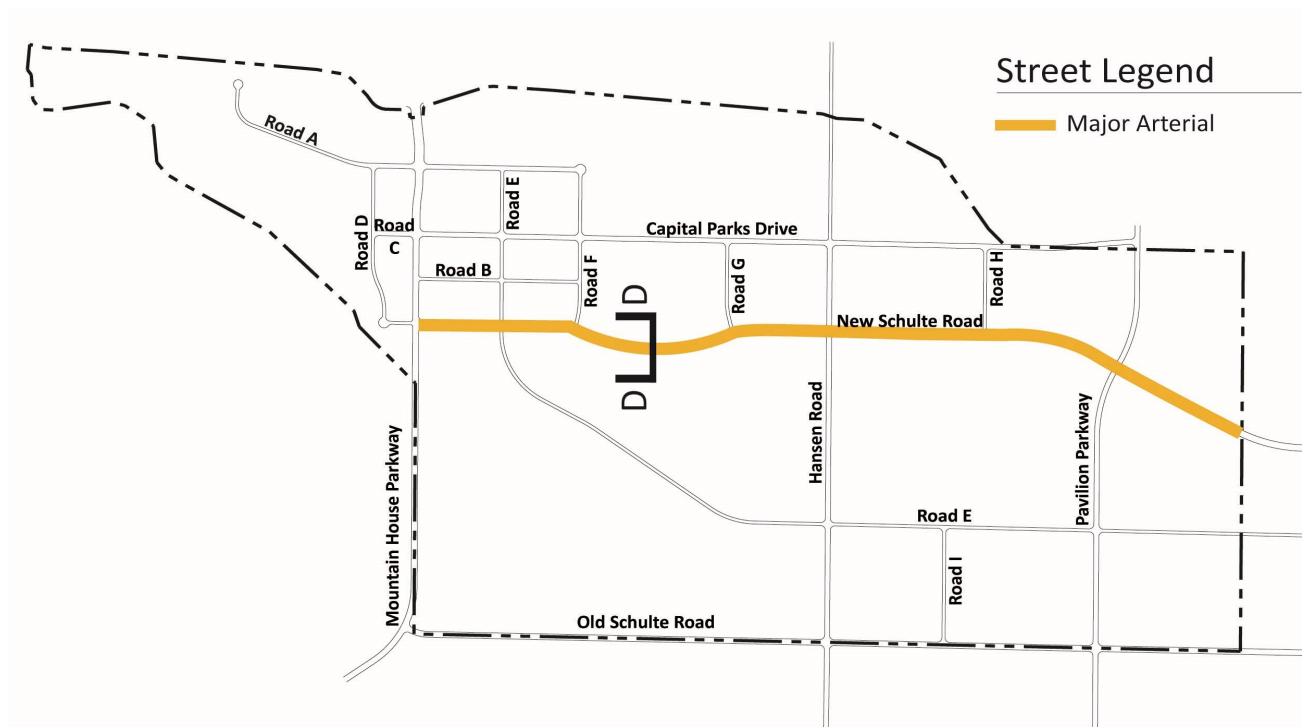 Street Legend
Major Arterial
Road A
Road E
Road D
Road
C
Capital Parks Drive
Road B
Road F
Road G
Road H
D
New Schulte Road
D
Hansen Road
Mountain House Parkway
Pavilion Parkway
Road E
Road I
Old Schulte Road